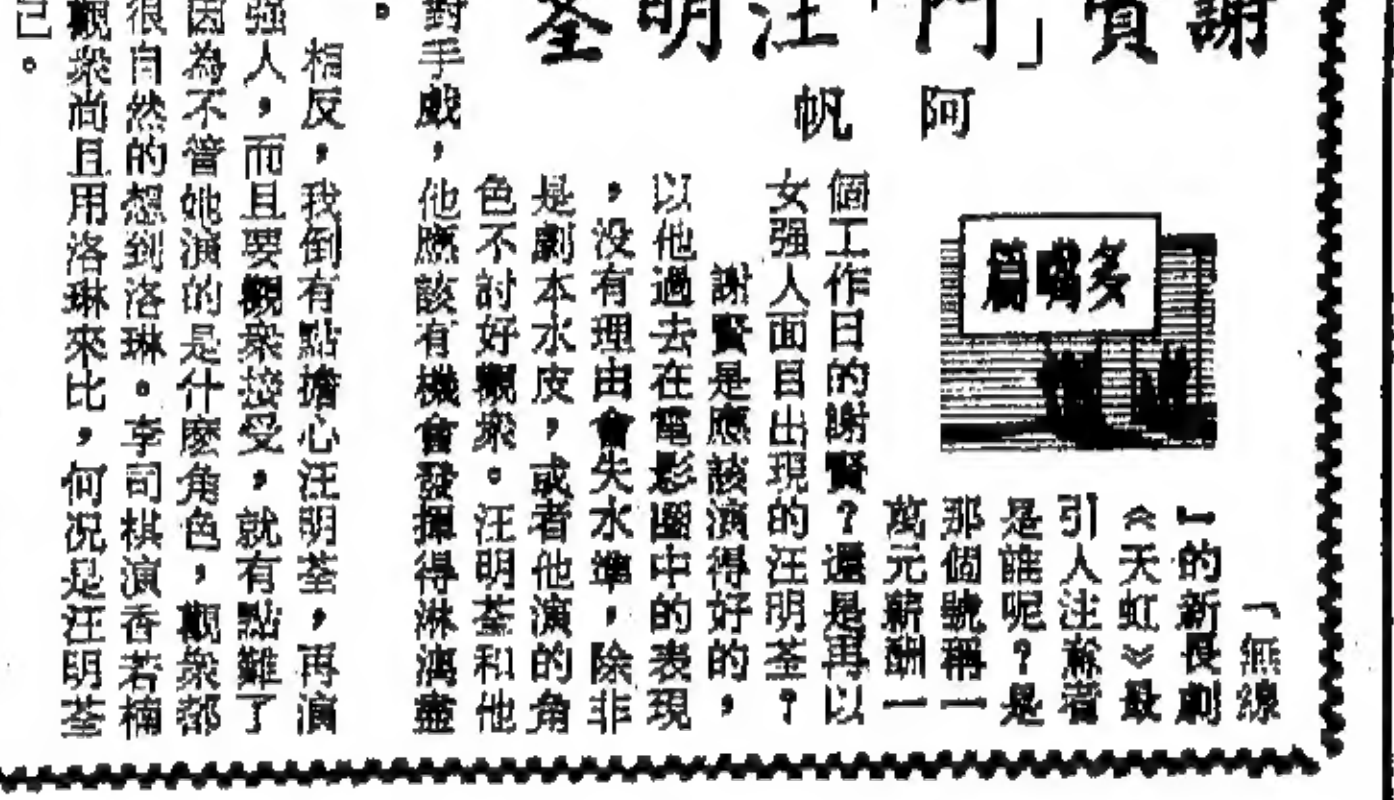 謝賢「鬥」汪明荃
阿帆
多嘴篇
「無線
」的新長劇
《天虹》最
引人注意者
是誰呢？是
那個號稱一
萬元薪酬一
個工作日的謝賢？還是再以
女强人面目出現的汪明荃？
謝賢是應該演得好的，
以他過去在電影圈中的表現
，没有理由會失水準，除非
是劇本水皮，或者他演的角
色不討好觀衆。汪明荃和他
對手戲，他應該有機會發揮得淋漓盡
。
相反，我倒有點擔心汪明荃，再演
强人，而且要觀衆接受，就有點難了
因為不管她演的是什麽角色，觀衆都
很自然的想到洛琳。李司棋演香若楠
觀衆尚且用洛琳來比，何况是汪明荃
己。